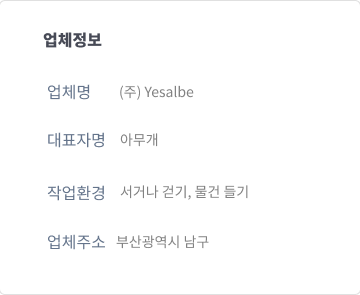 업체정보
업체명 (주) Yesalbe
대표자명 아무개
작업환경 서거나 걷기, 물건 들기
업체주소 부산광역시 남구